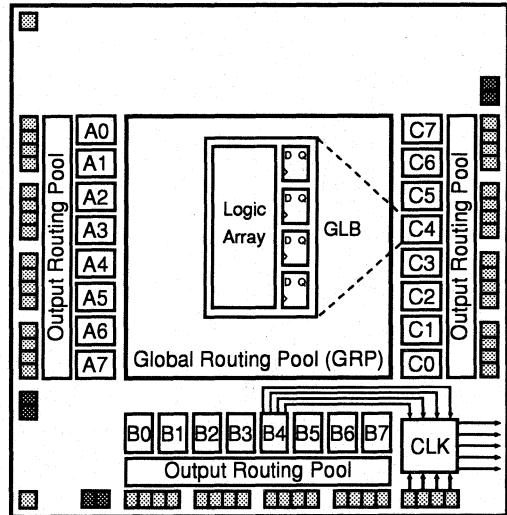 Output Routing Pool
A0
A1
A2
A3
A4
A5
A6
A7
Logic
Array
D Q
D Q
D Q
D Q
GLB
Global Routing Pool (GRP)
C7
C6
C5
C4
C3
C2
C1
C0
Output Routing Pool
B0 B1 B2 B3 B4 B5 B6 B7
Output Routing Pool
CLK